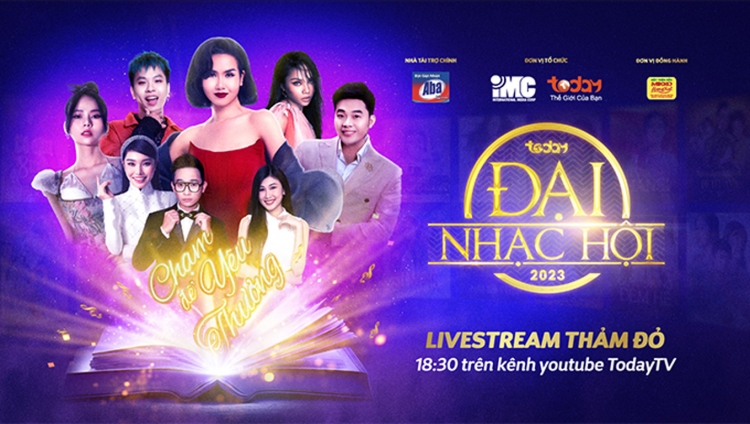 NHÀ TÀI TRỢ CHÍNH
Aba
ĐƠN VỊ TỔ CHỨC
IMC
INTERNATIONAL MEDIA CORP
today
Thế Giới Của Bạn
ĐƠN VỊ ĐỒNG HÀNH
today
ĐẠI
NHẠC HỘI
2023
Chạm
để Yêu
Thương
LIVESTREAM THẢM ĐỎ
18:30 trên kênh youtube TodayTV